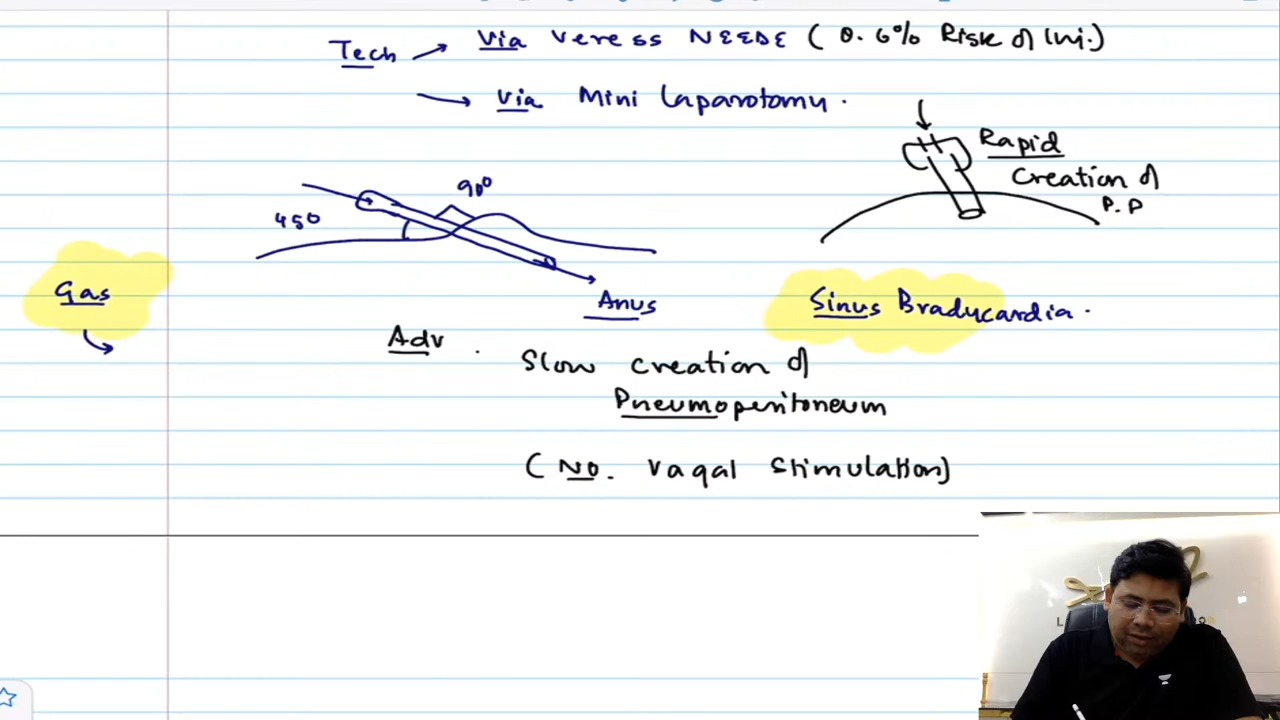 Tech → Via Veress NEEDE ( 0.6% Risk of Inj.)
→ Via Mini Laparotomy.
Rapid
Creation of
P.P
90°
450
Anus
Gas
Sinus Bradycardia.
Adv . Slow Creation of
Pneumoperitoneum
( No. Vagal Stimulation)